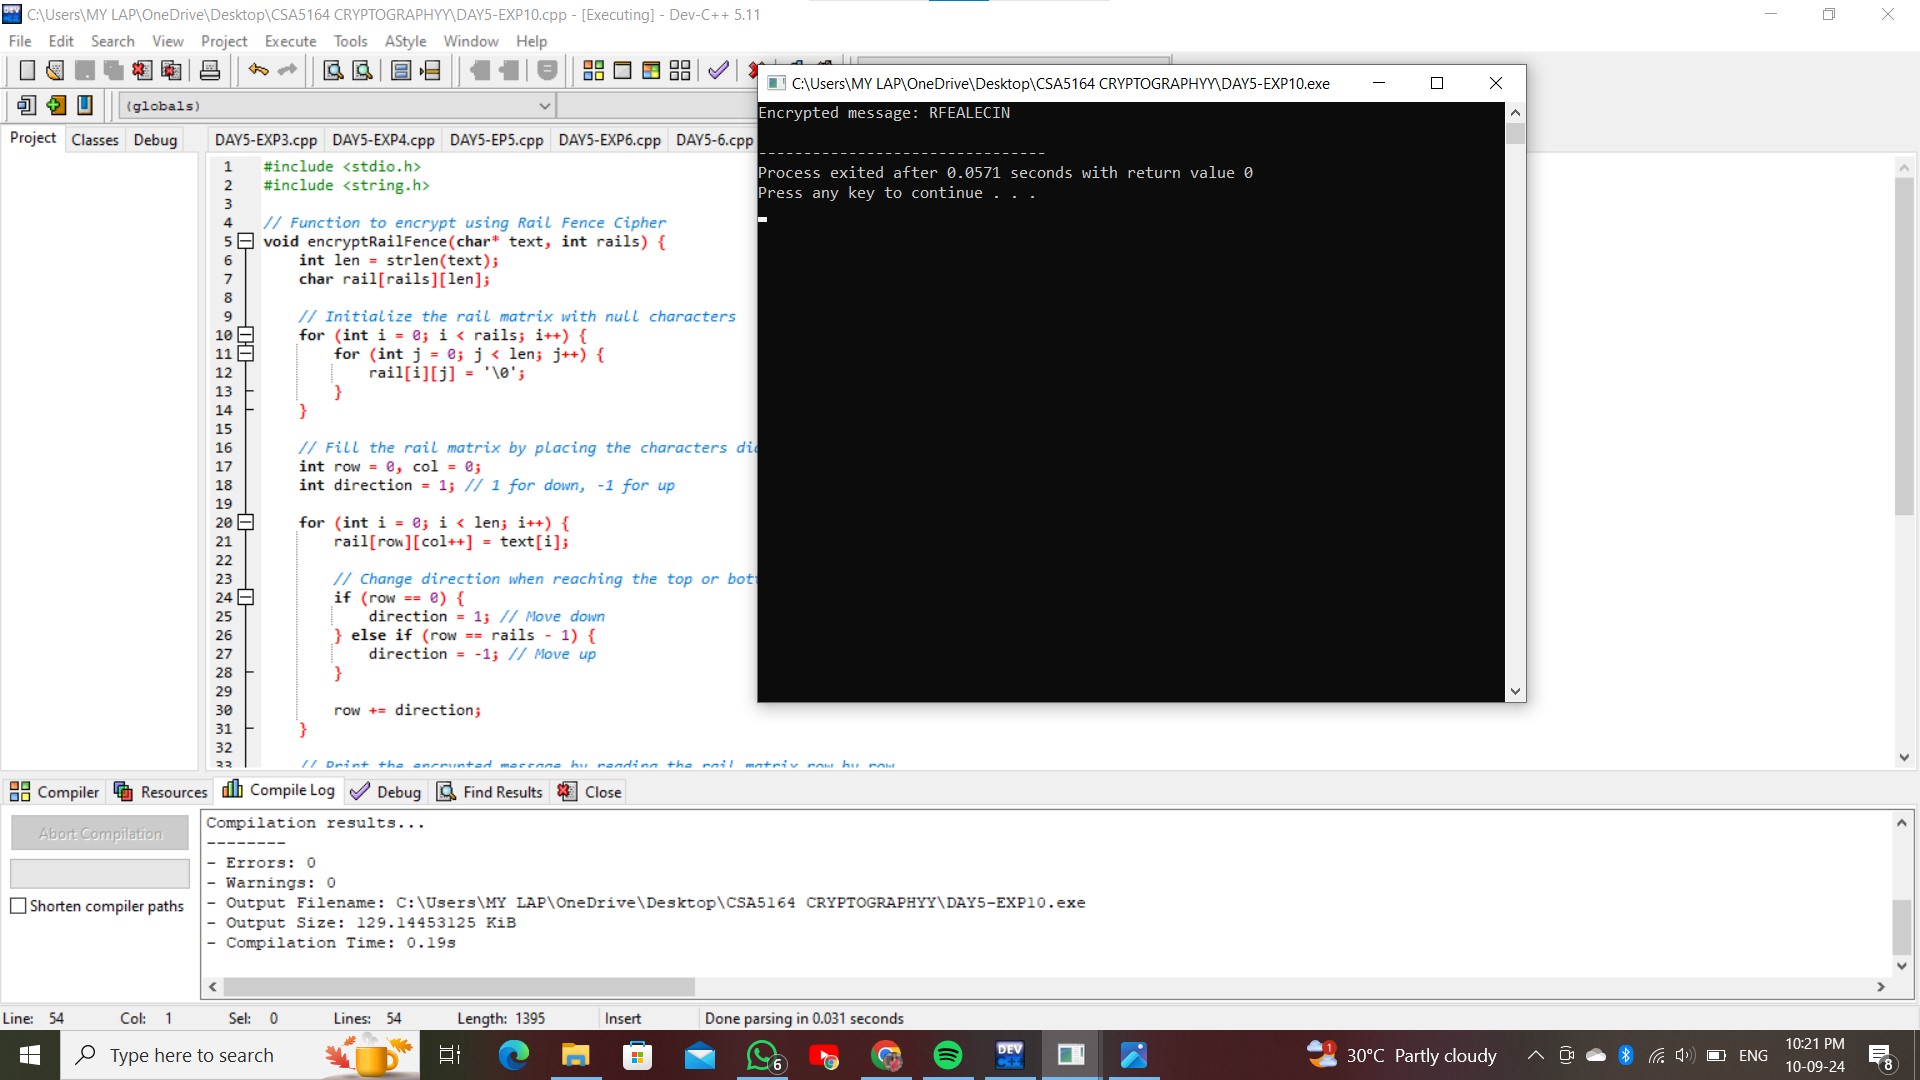 C:\Users\MY LAP\OneDrive\Desktop\CSA5164 CRYPTOGRAPHYY\DAY5-EXP10.cpp - [Executing] - Dev-C++ 5.11
File Edit Search View Project Execute Tools AStyle Window Help
(globals)
Project Classes Debug
DAY5-EXP3.cpp DAY5-EXP4.cpp DAY5-EP5.cpp DAY5-EXP6.cpp DAY5-6.cpp
1 #include <stdio.h>
2 #include <string.h>
3
4 // Function to encrypt using Rail Fence Cipher
5 void encryptRailFence(char* text, int rails) {
6 int len = strlen(text);
7 char rail[rails][len];
8
9 // Initialize the rail matrix with null characters
10 for (int i = 0; i < rails; i++) {
11 for (int j = 0; j < len; j++) {
12 rail[i][j] = '\0';
13 }
14 }
15
16 // Fill the rail matrix by placing the characters
17 int row = 0, col = 0;
18 int direction = 1; // 1 for down, -1 for up
19
20 for (int i = 0; i < len; i++) {
21 rail[row][col++] = text[i];
22
23 // Change direction when reaching the top or
24 if (row == 0) {
25 direction = 1; // Move down
26 } else if (row == rails - 1) {
27 direction = -1; // Move up
28 }
29
30 row += direction;
31 }
32
33 // Print the encrypted message by reading the rail matrix row by row
C:\Users\MY LAP\OneDrive\Desktop\CSA5164 CRYPTOGRAPHYY\DAY5-EXP10.exe
Encrypted message: RFEALECIN
--------------------------------
Process exited after 0.0571 seconds with return value 0
Press any key to continue . . .
Compiler Resources Compile Log Debug Find Results Close
Abort Compilation
Shorten compiler paths
Compilation results...
--------
- Errors: 0
- Warnings: 0
- Output Filename: C:\Users\MY LAP\OneDrive\Desktop\CSA5164 CRYPTOGRAPHYY\DAY5-EXP10.exe
- Output Size: 129.14453125 KiB
- Compilation Time: 0.19s
Line: 54 Col: 1 Sel: 0 Lines: 54 Length: 1395 Insert Done parsing in 0.031 seconds
Type here to search
6
DEV C++
1
30°C Partly cloudy
ENG
10:21 PM
10-09-24
8